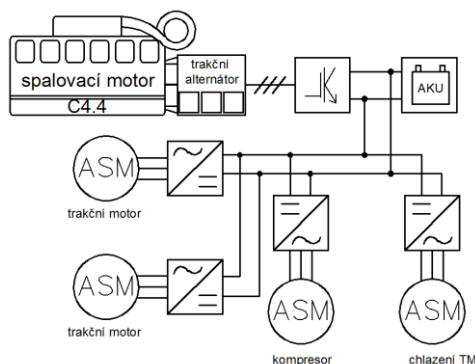 spalovací motor
C4.4
trakční
alternátor
AKU
ASM
trakční motor
ASM
trakční motor
ASM
kompresor
ASM
chlazení TM